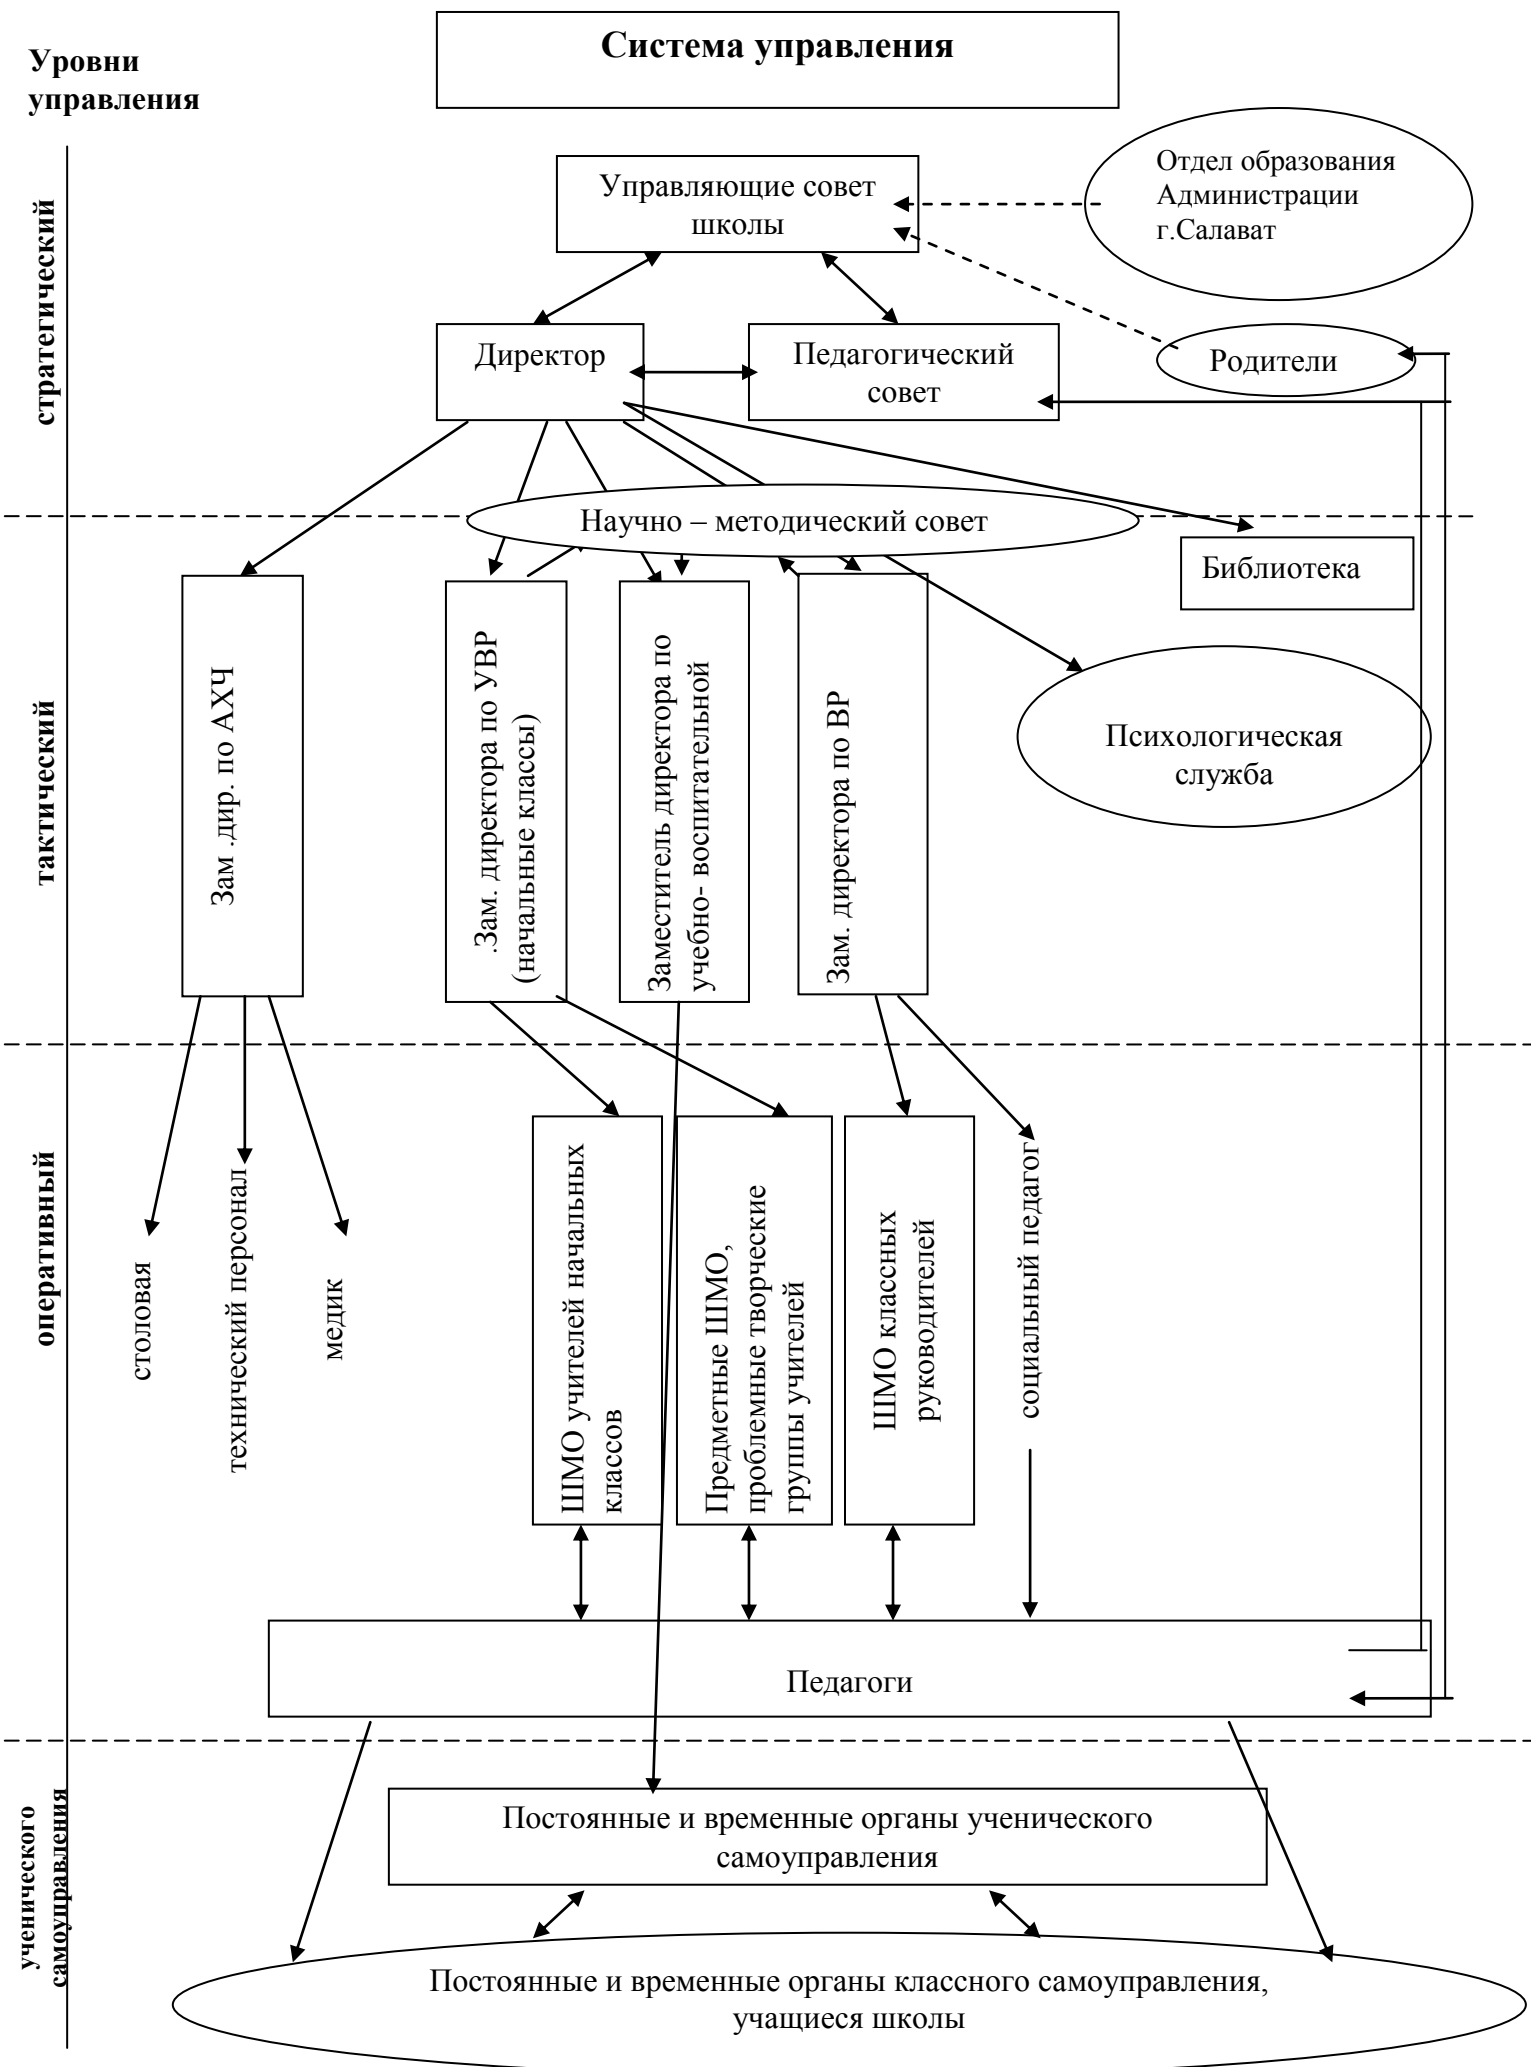 Система управления
Уровни
управления
Отдел образования
Администрации
г.Салават
Управляющие совет
школы
стратегический
Директор
Педагогический
совет
Родители
Научно – методический совет
Библиотека
тактический
Зам .дир. по АХЧ
.Зам. директора по УВР
(начальные классы)
Заместитель директора по
учебно- воспитательной
Зам. директора по ВР
Психологическая
служба
оперативный
столовая
технический персонал
медик
ШМО учителей начальных
классов
Предметные ШМО,
проблемные творческие
группы учителей
ШМО классных
руководителей
социальный педагог
Педагоги
ученического
самоуправления
Постоянные и временные органы ученического
самоуправления
Постоянные и временные органы классного самоуправления,
учащиеся школы